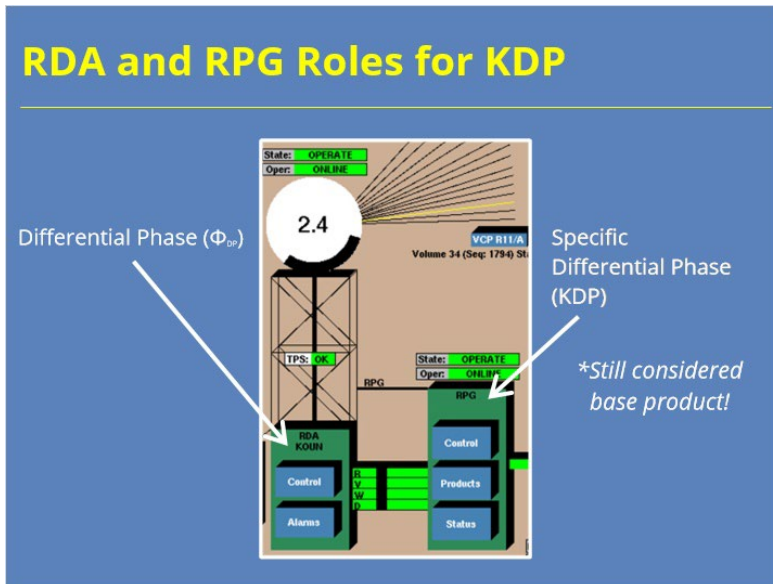 RDA and RPG Roles for KDP
State: OPERATE
Oper: ONLINE
2.4
Differential Phase (ΦDP)
VCP R11/A
Volume 34 (Seq: 1794) Sta
Specific
Differential Phase
(KDP)
*Still considered
base product!
TPS: OK
State: OPERATE
Oper: ONLINE
RPG
RPG
RDA
KOUN
Control
Alarms
R
V
W
D
Control
Products
Status